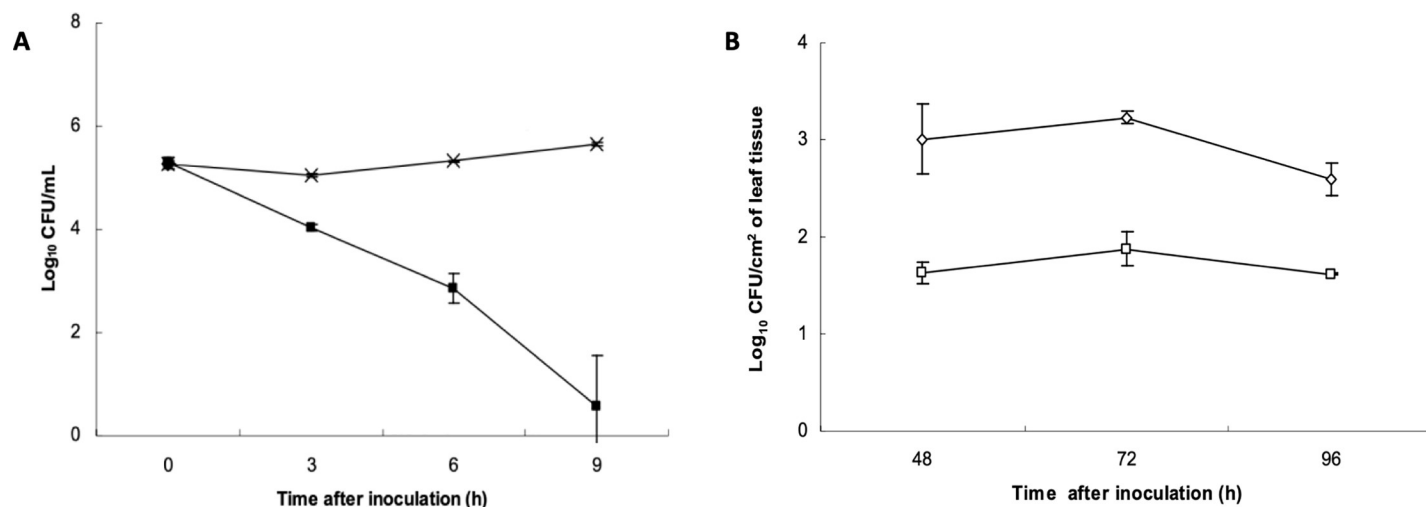 A
8
6
4
2
0
Log₁₀ CFU/mL
0 3 6 9
Time after inoculation (h)
B
4
3
2
1
0
Log₁₀ CFU/cm² of leaf tissue
48 72 96
Time after inoculation (h)